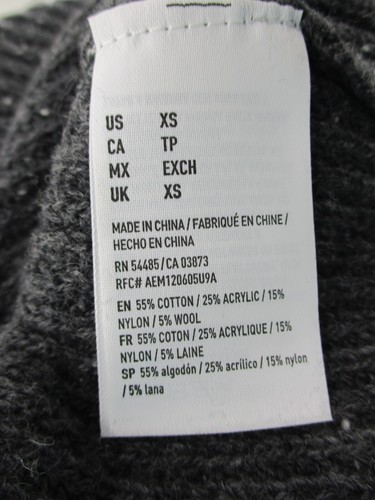 US XS
CA TP
MX EXCH
UK XS
MADE IN CHINA / FABRIQUÉ EN CHINE /
HECHO EN CHINA
RN 54485 / CA 03873
RFC# AEM120605U9A
EN 55% COTTON / 25% ACRYLIC / 15%
NYLON / 5% WOOL
FR 55% COTON / 25% ACRYLIQUE / 15%
NYLON / 5% LAINE
SP 55% algodón / 25% acrílico / 15% nylon
/ 5% lana